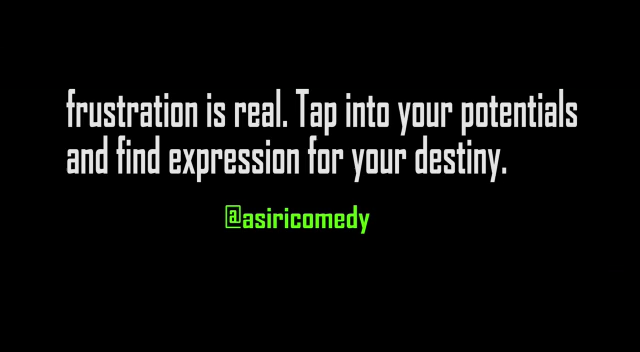 frustration is real. Tap into your potentials
and find expression for your destiny.
@asiricomedy